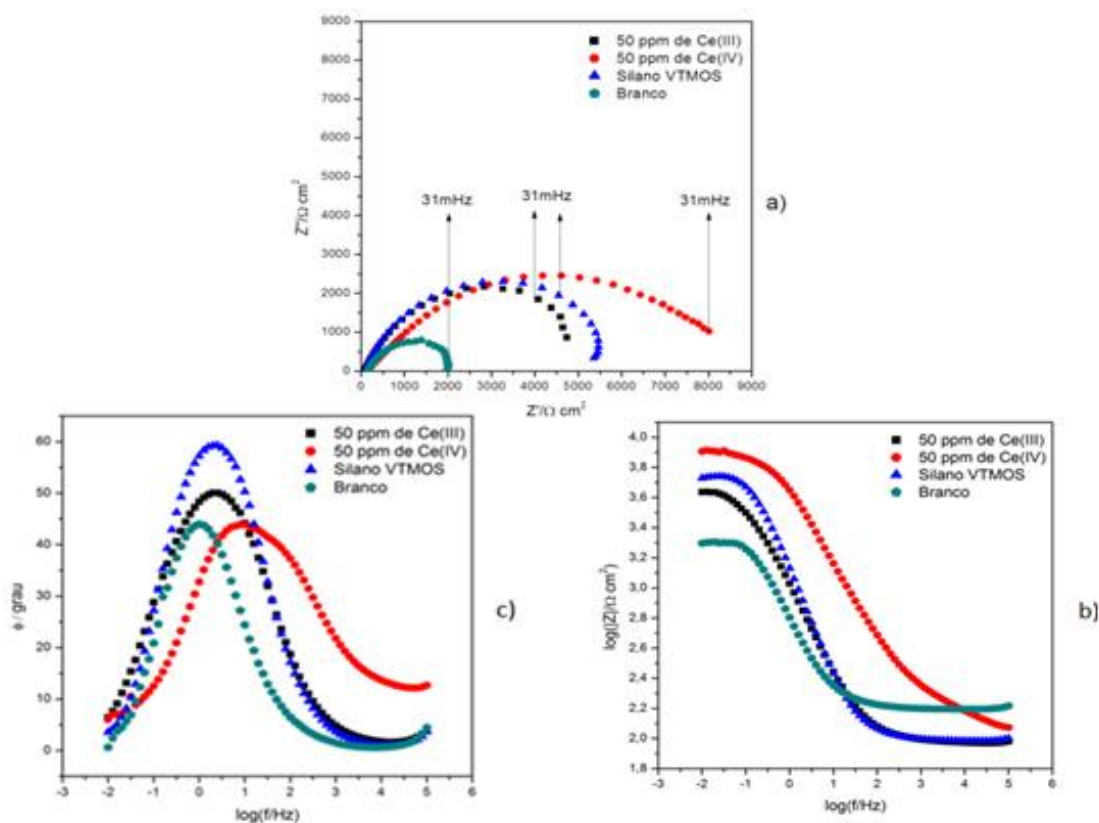 9000
8000
7000
6000
5000
4000
3000
2000
1000
0
Z''/Ω cm²
50 ppm de Ce(III)
50 ppm de Ce(IV)
Silano VTMOS
Branco
31mHz
31mHz
31mHz
a)
0 1000 2000 3000 4000 5000 6000 7000 8000 9000
Z'/Ω cm²
60
50
40
30
20
10
0
ϕ / grau
50 ppm de Ce(III)
50 ppm de Ce(IV)
Silano VTMOS
Branco
c)
-3 -2 -1 0 1 2 3 4 5 6
log(f/Hz)
4,0
3,8
3,6
3,4
3,2
3,0
2,8
2,6
2,4
2,2
2,0
1,8
log(|Z|/Ω cm²)
50 ppm de Ce(III)
50 ppm de Ce(IV)
Silano VTMOS
Branco
b)
-3 -2 -1 0 1 2 3 4 5 6
log(f/Hz)